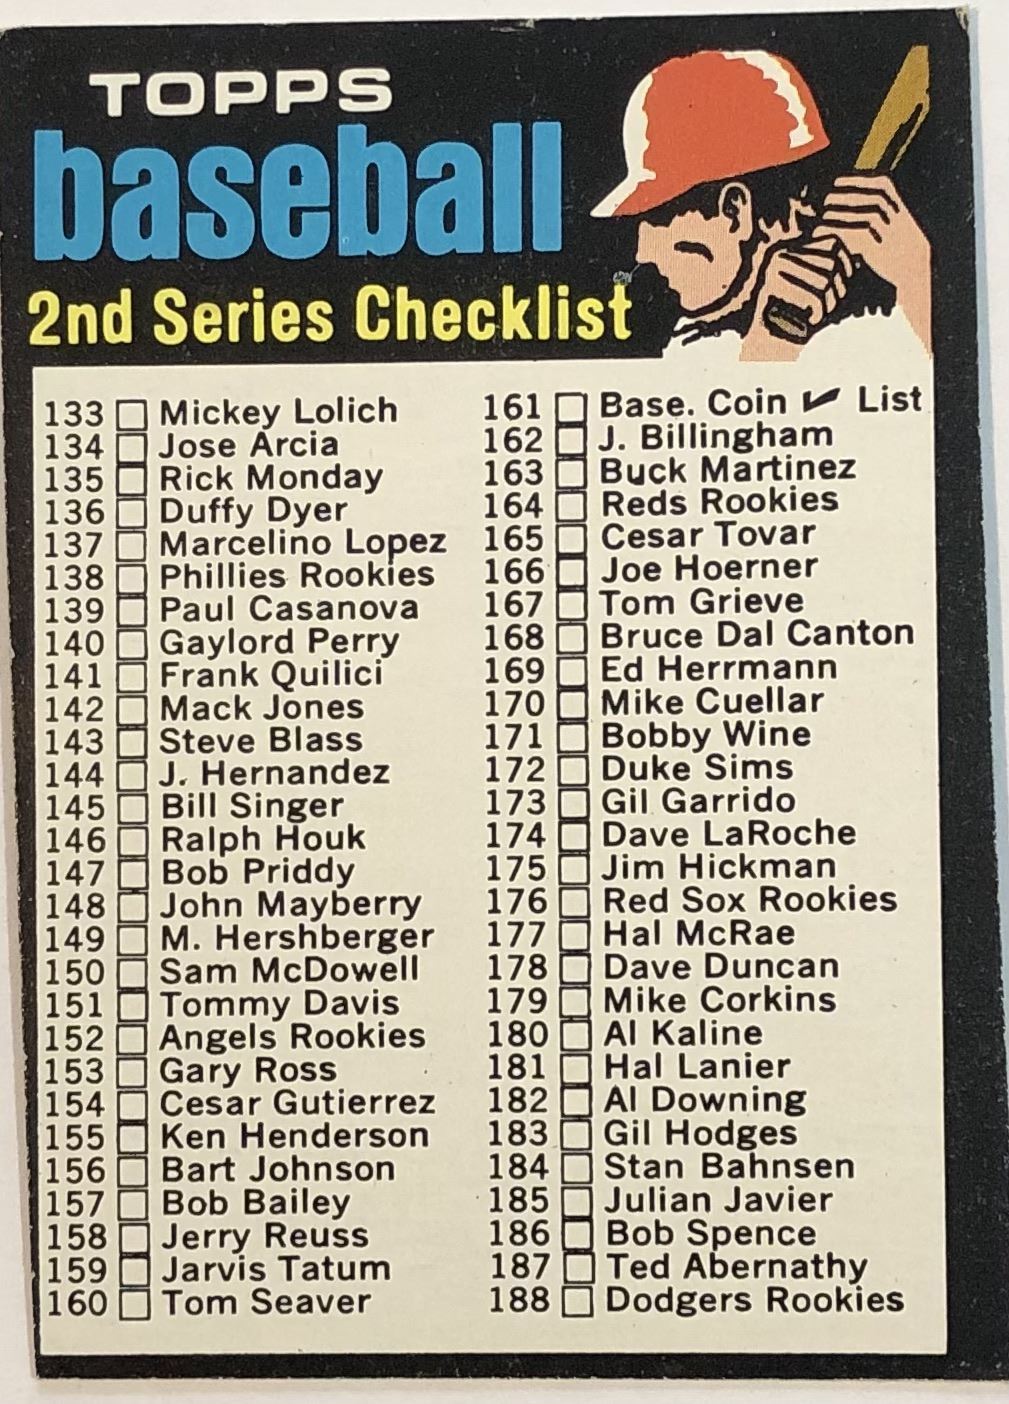 TOPPS
baseball
2nd Series Checklist
133 Mickey Lolich
134 Jose Arcia
135 Rick Monday
136 Duffy Dyer
137 Marcelino Lopez
138 Phillies Rookies
139 Paul Casanova
140 Gaylord Perry
141 Frank Quilici
142 Mack Jones
143 Steve Blass
144 J. Hernandez
145 Bill Singer
146 Ralph Houk
147 Bob Priddy
148 John Mayberry
149 M. Hershberger
150 Sam McDowell
151 Tommy Davis
152 Angels Rookies
153 Gary Ross
154 Cesar Gutierrez
155 Ken Henderson
156 Bart Johnson
157 Bob Bailey
158 Jerry Reuss
159 Jarvis Tatum
160 Tom Seaver
161 Base. Coin ✓ List
162 J. Billingham
163 Buck Martinez
164 Reds Rookies
165 Cesar Tovar
166 Joe Hoerner
167 Tom Grieve
168 Bruce Dal Canton
169 Ed Herrmann
170 Mike Cuellar
171 Bobby Wine
172 Duke Sims
173 Gil Garrido
174 Dave LaRoche
175 Jim Hickman
176 Red Sox Rookies
177 Hal McRae
178 Dave Duncan
179 Mike Corkins
180 Al Kaline
181 Hal Lanier
182 Al Downing
183 Gil Hodges
184 Stan Bahnsen
185 Julian Javier
186 Bob Spence
187 Ted Abernathy
188 Dodgers Rookies